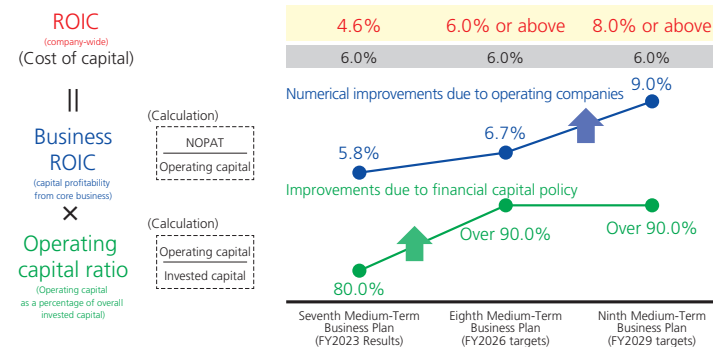 ROIC
(company-wide)
(Cost of capital)
4.6%
6.0% or above
8.0% or above
6.0%
6.0%
6.0%
||
Business
ROIC
(capital profitability
from core business)
(Calculation)
NOPAT
Operating capital
Numerical improvements due to operating companies
5.8%
6.7%
9.0%
×
Operating
capital ratio
(Operating capital
as a percentage of overall
invested capital)
(Calculation)
Operating capital
Invested capital
Improvements due to financial capital policy
80.0%
Over 90.0%
Over 90.0%
Seventh Medium-Term
Business Plan
(FY2023 Results)
Eighth Medium-Term
Business Plan
(FY2026 targets)
Ninth Medium-Term
Business Plan
(FY2029 targets)